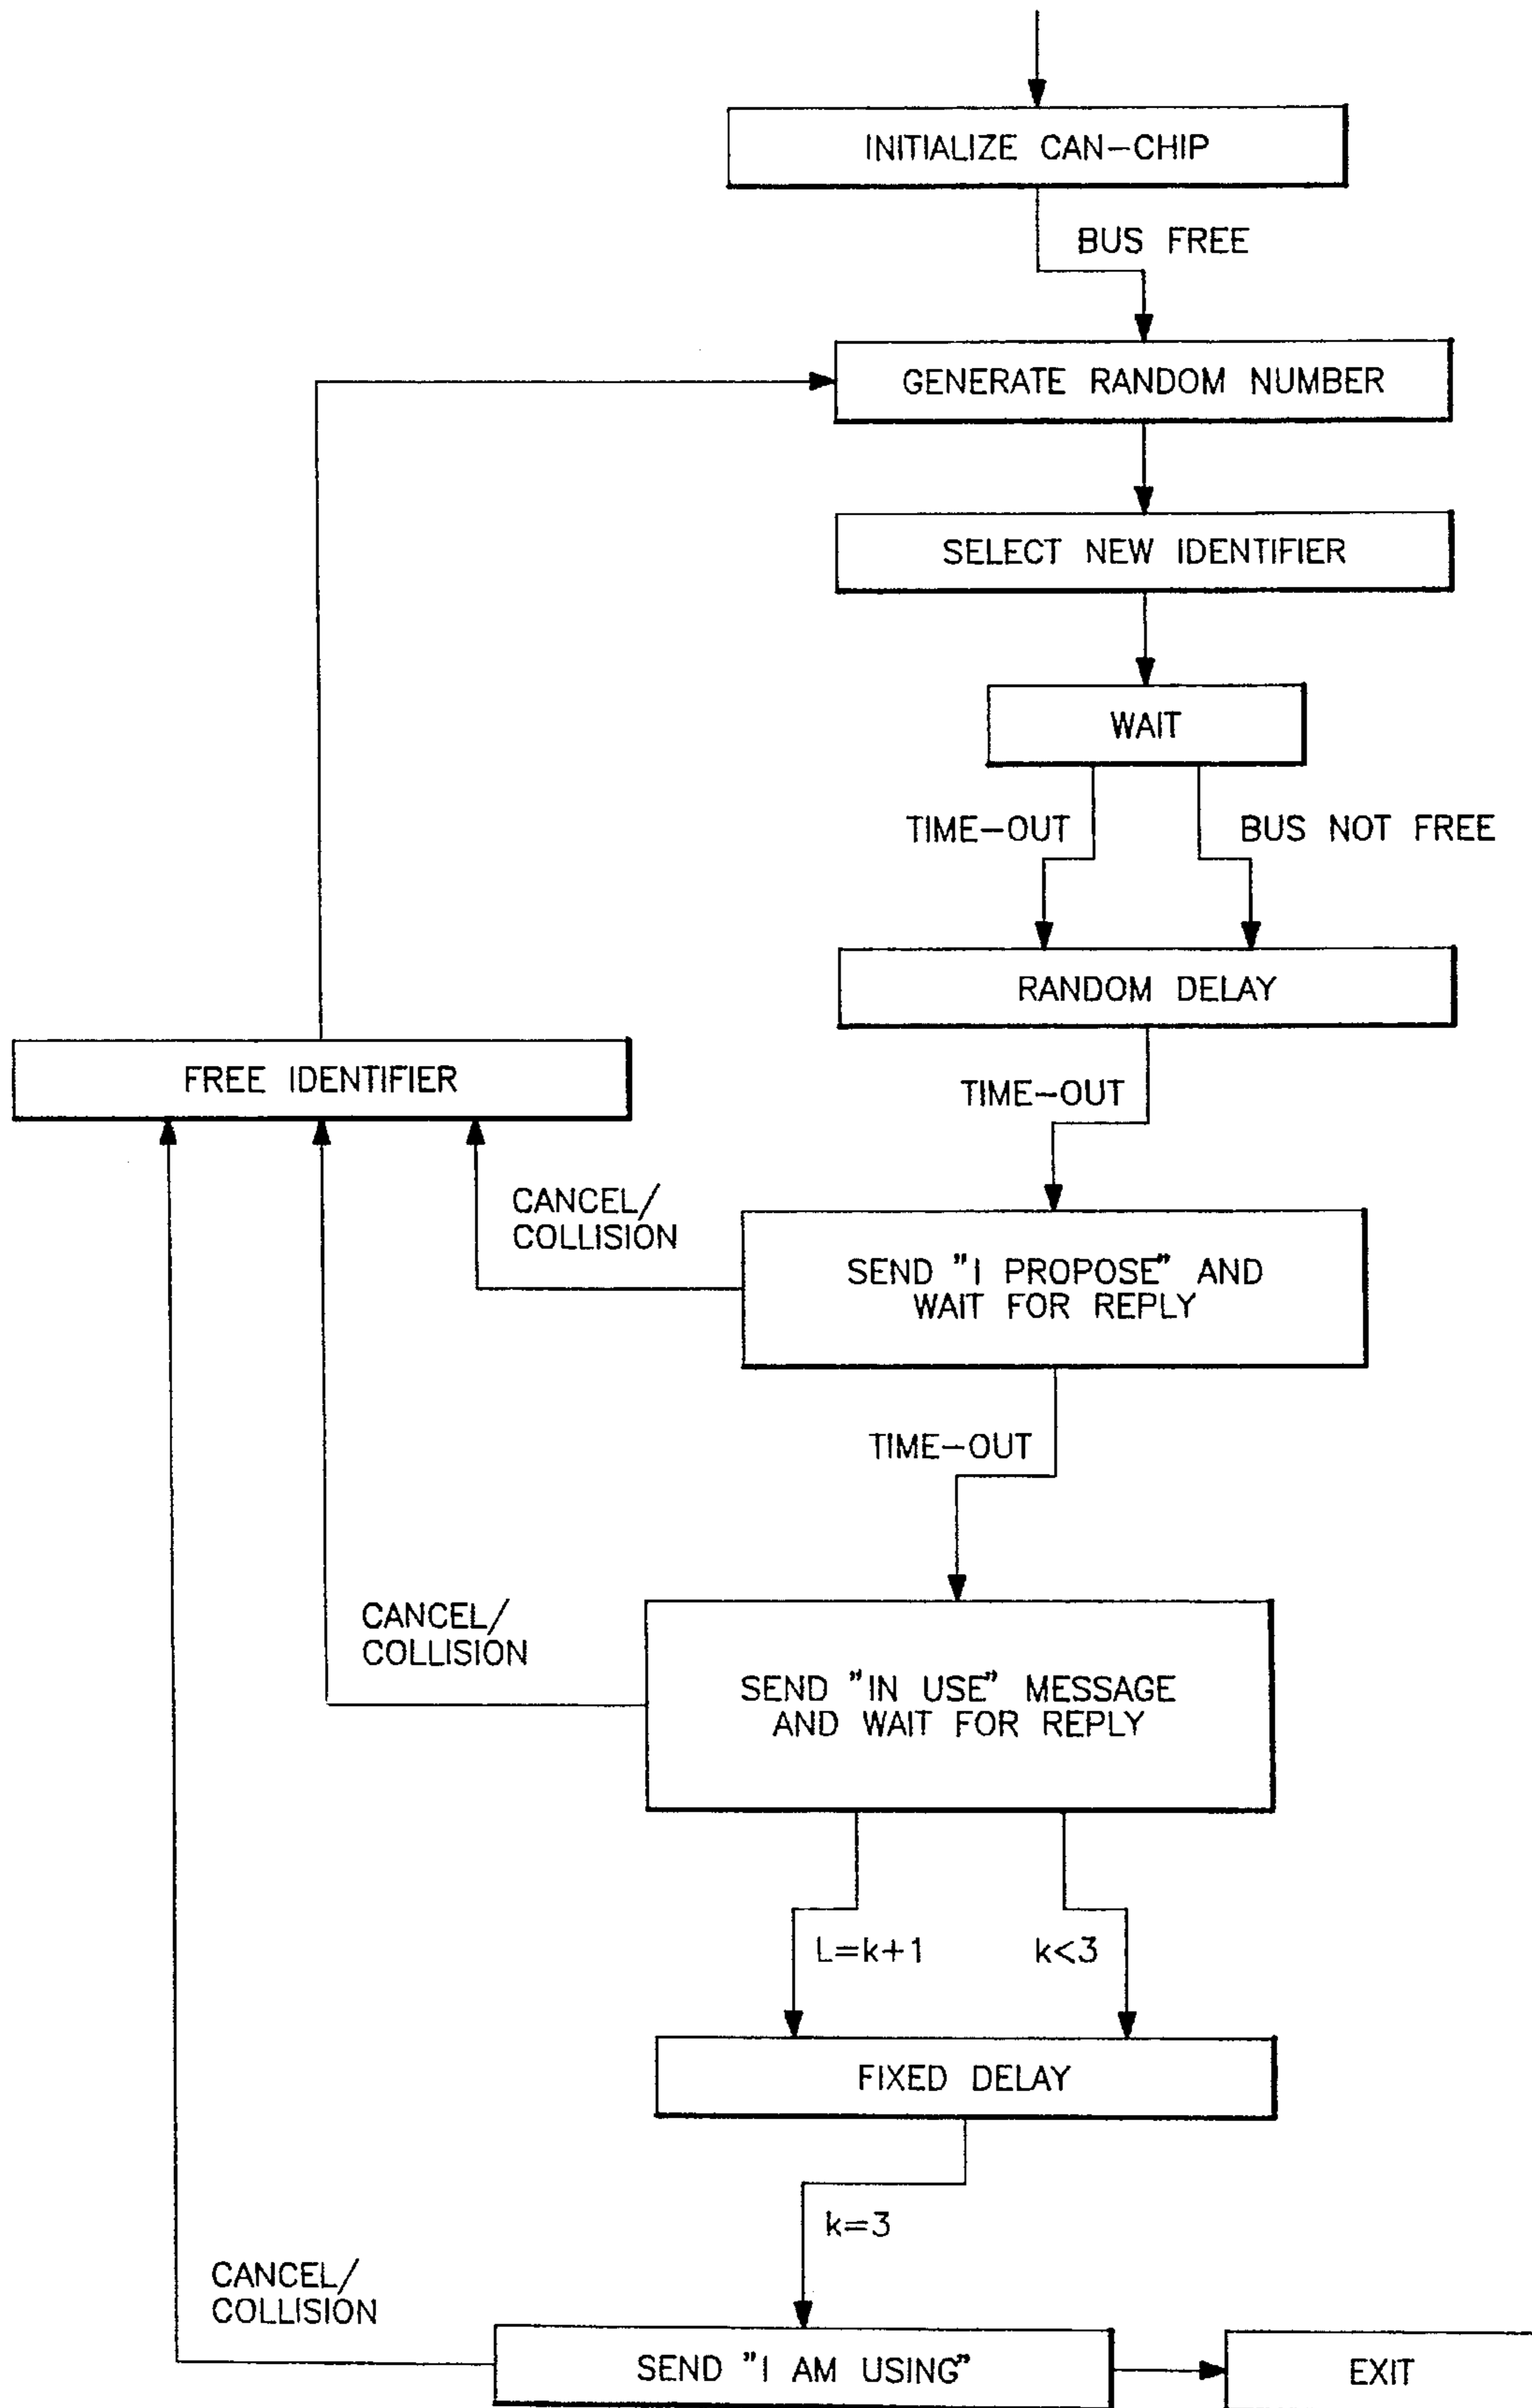 INITIALIZE CAN-CHIP
BUS FREE
GENERATE RANDOM NUMBER
SELECT NEW IDENTIFIER
WAIT
TIME-OUT
BUS NOT FREE
RANDOM DELAY
FREE IDENTIFIER
TIME-OUT
CANCEL/
COLLISION
SEND "I PROPOSE" AND
WAIT FOR REPLY
TIME-OUT
CANCEL/
COLLISION
SEND "IN USE" MESSAGE
AND WAIT FOR REPLY
L=k+1
k<3
FIXED DELAY
k=3
CANCEL/
COLLISION
SEND "I AM USING"
EXIT